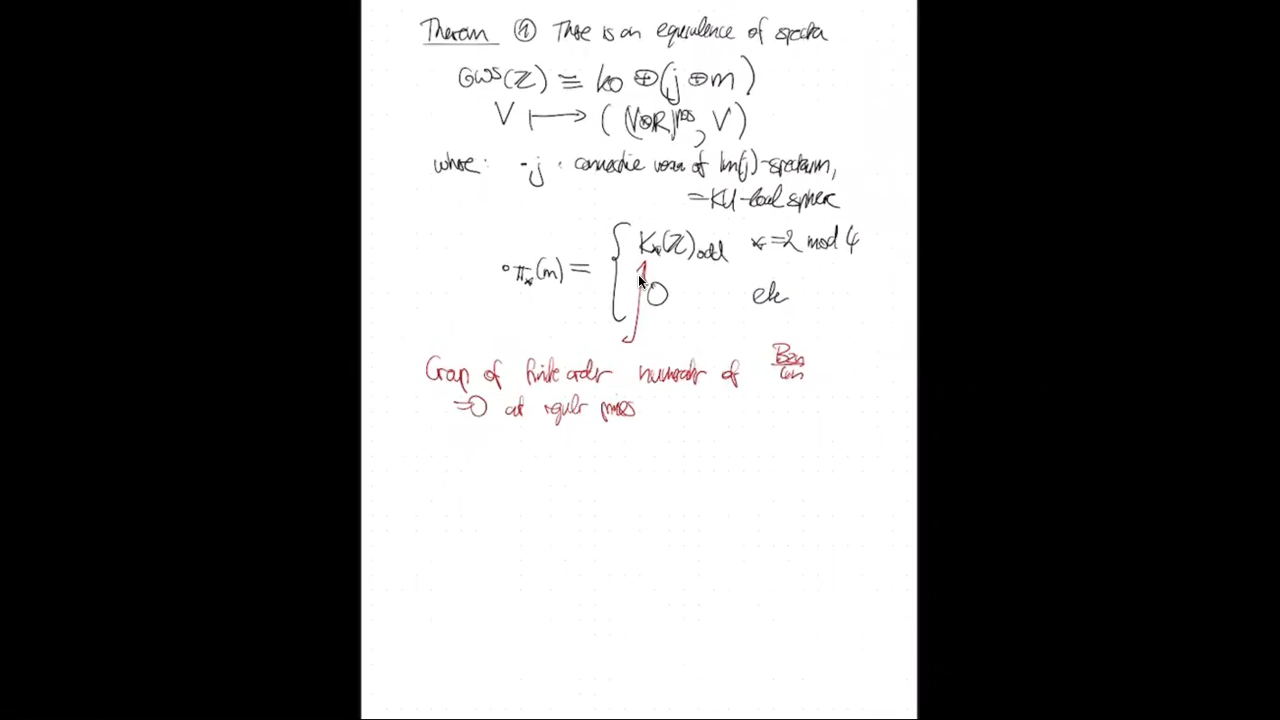 Theorem ① There is an equivalence of spectra
GW^s(ℤ) ≃ ko ⊕ (j ⊕ m)
V ⟼ ((V⊗R)^pos, V)
where: - j : connective version of Im(j)-spectrum,
= KU-local sphere
∘ π_*(m) = { K_*(ℤ)_odd * ≡ 2 mod 4
0 else
Group of finite order numerator of B_2n/4n
=0 at regular primes